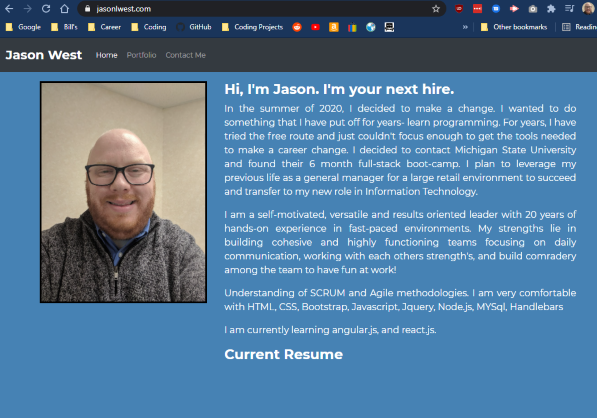 jasonlwest.com
Google Bill's Career Coding GitHub Coding Projects » Other bookmarks
Jason West Home Portfolio Contact Me
Hi, I'm Jason. I'm your next hire.
In the summer of 2020, I decided to make a change. I wanted to do
something that I have put off for years- learn programming. For years, I have
tried the free route and just couldn't focus enough to get the tools needed
to make a career change. I decided to contact Michigan State University
and found their 6 month full-stack boot-camp. I plan to leverage my
previous life as a general manager for a large retail environment to succeed
and transfer to my new role in Information Technology.
I am a self-motivated, versatile and results oriented leader with 20 years of
hands-on experience in fast-paced environments. My strengths lie in
building cohesive and highly functioning teams focusing on daily
communication, working with each others strength's, and build comradery
among the team to have fun at work!
Understanding of SCRUM and Agile methodologies. I am very comfortable
with HTML, CSS, Bootstrap, Javascript, Jquery, Node.js, MYSql, Handlebars
I am currently learning angular.js, and react.js.
Current Resume